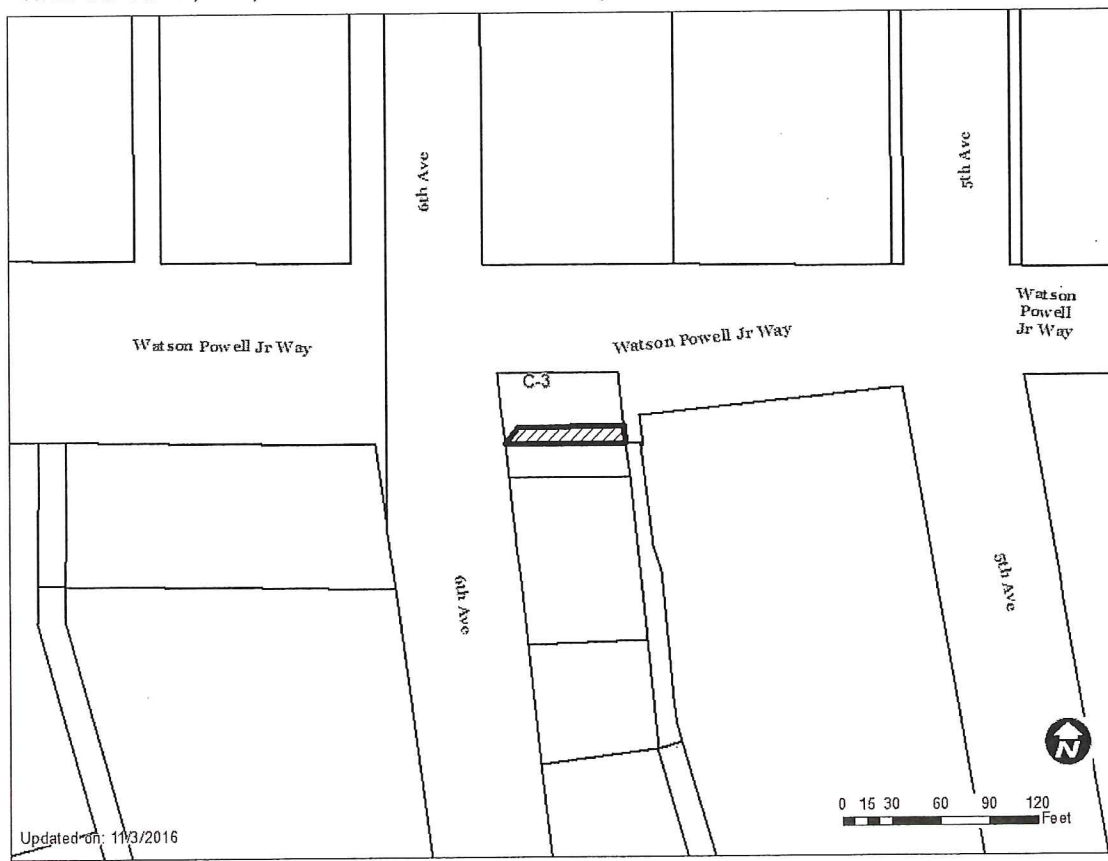 6th Ave
5th Ave
Watson
Powell
Jr Way
Watson Powell Jr Way
Watson Powell Jr Way
C-3
6th Ave
5th Ave
N
0 15 30 60 90 120
Feet
Updated on: 11/3/2016